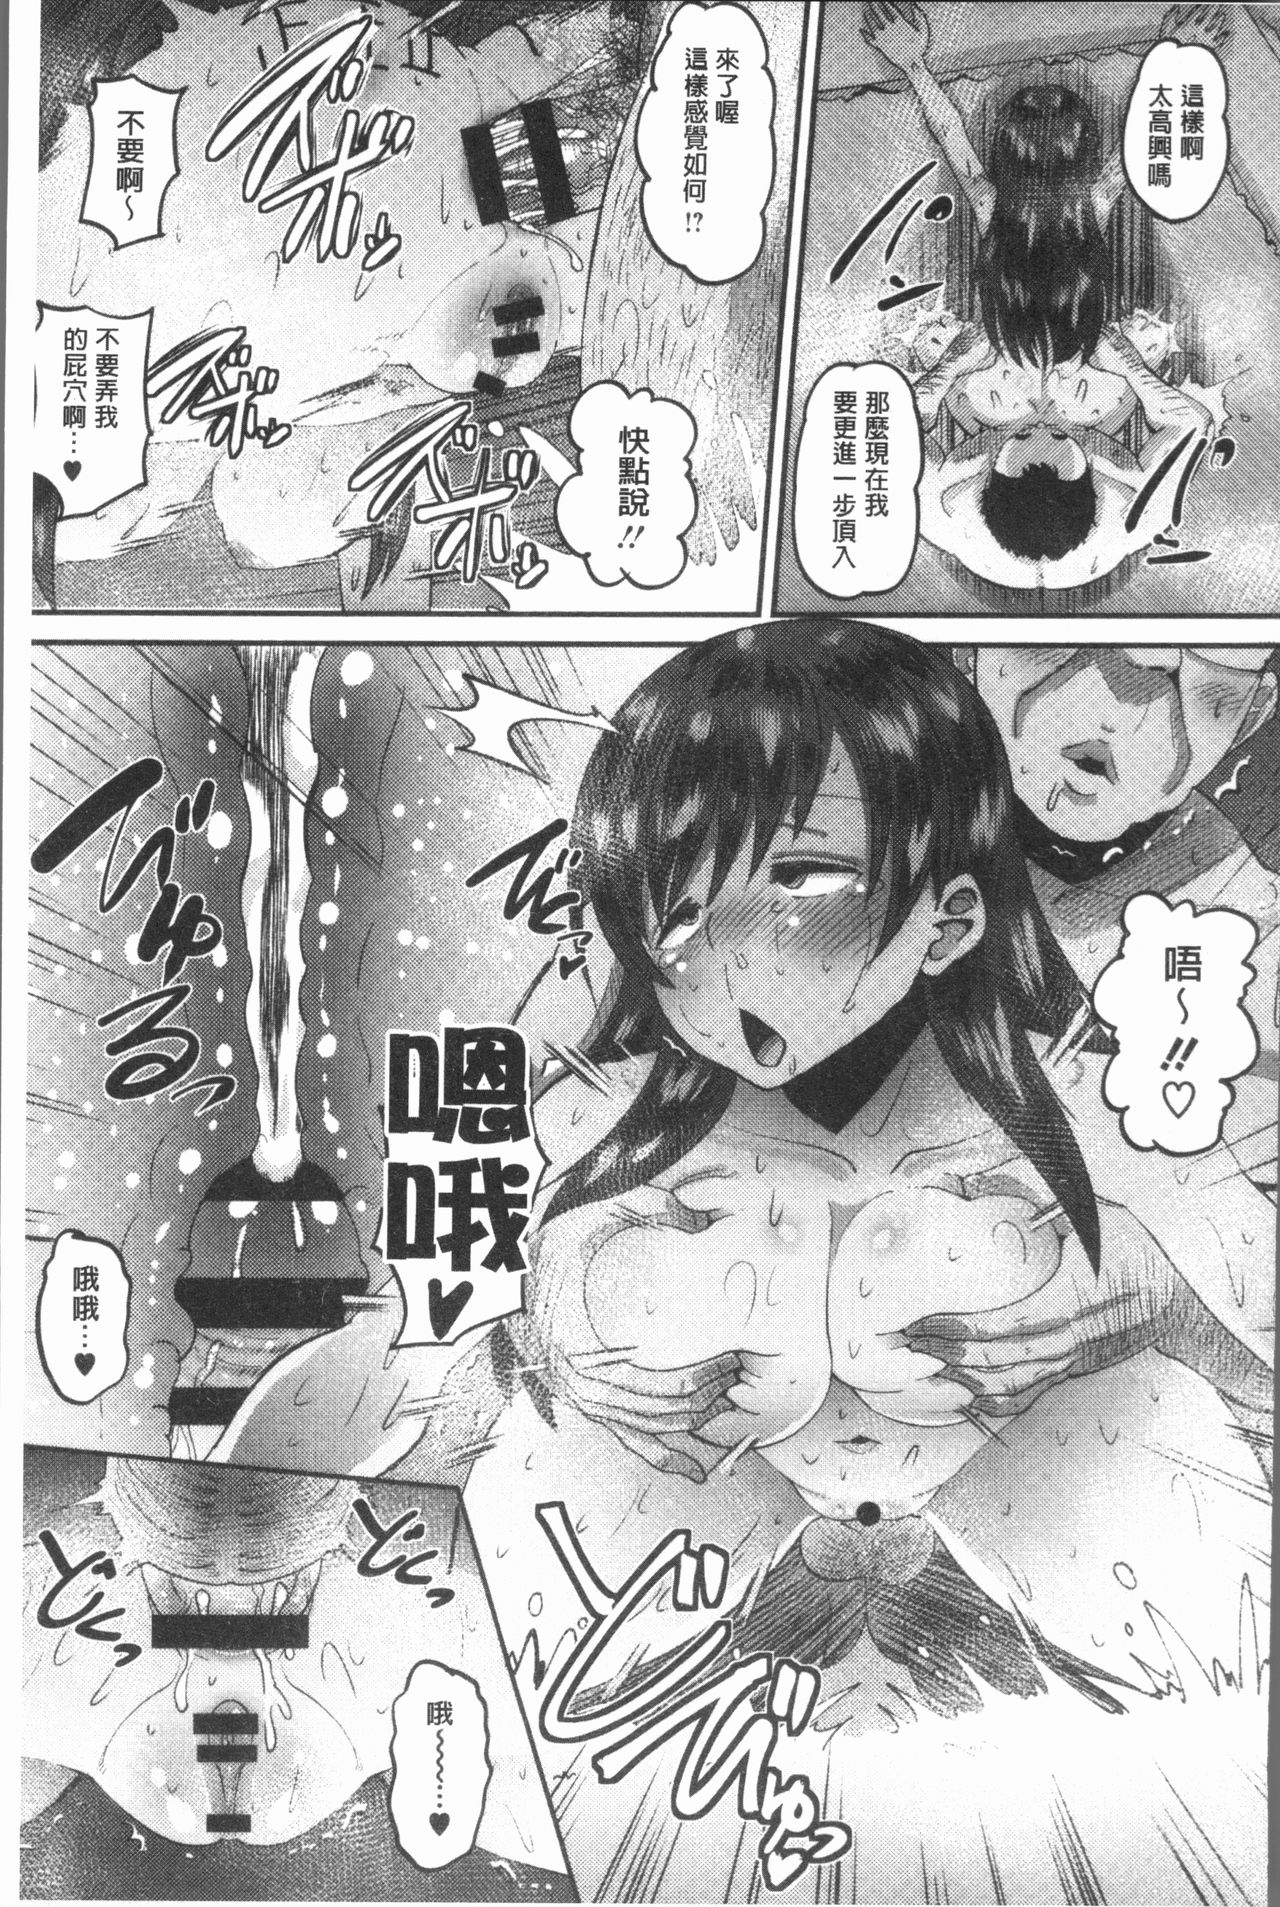 這樣啊
太高興嗎
那麼現在我
要更進一步頂入
來了喔
這樣感覺如何!?
快點說!!
不要啊～
不要弄我
的屁穴啊…♥
唔～!!♡
嗯哦♥
哦哦…♥
哦～～～…♥